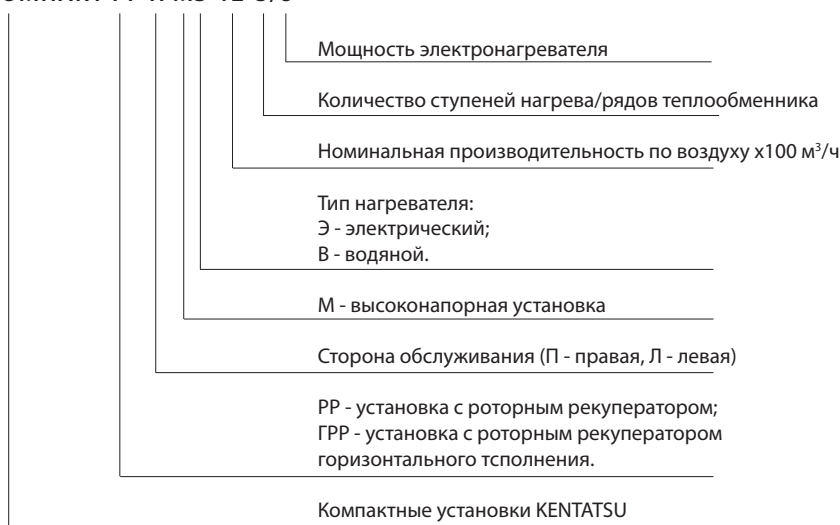 Мощность электронагревателя
Количество ступеней нагрева/рядов теплообменника
Номинальная производительность по воздуху x100 м³/ч
Тип нагревателя:
Э - электрический;
В - водяной.
М - высоконапорная установка
Сторона обслуживания (П - правая, Л - левая)
РР - установка с роторным рекуператором;
ГРР - установка с роторным рекуператором
горизонтального тсполнения.
Компактные установки KENTATSU